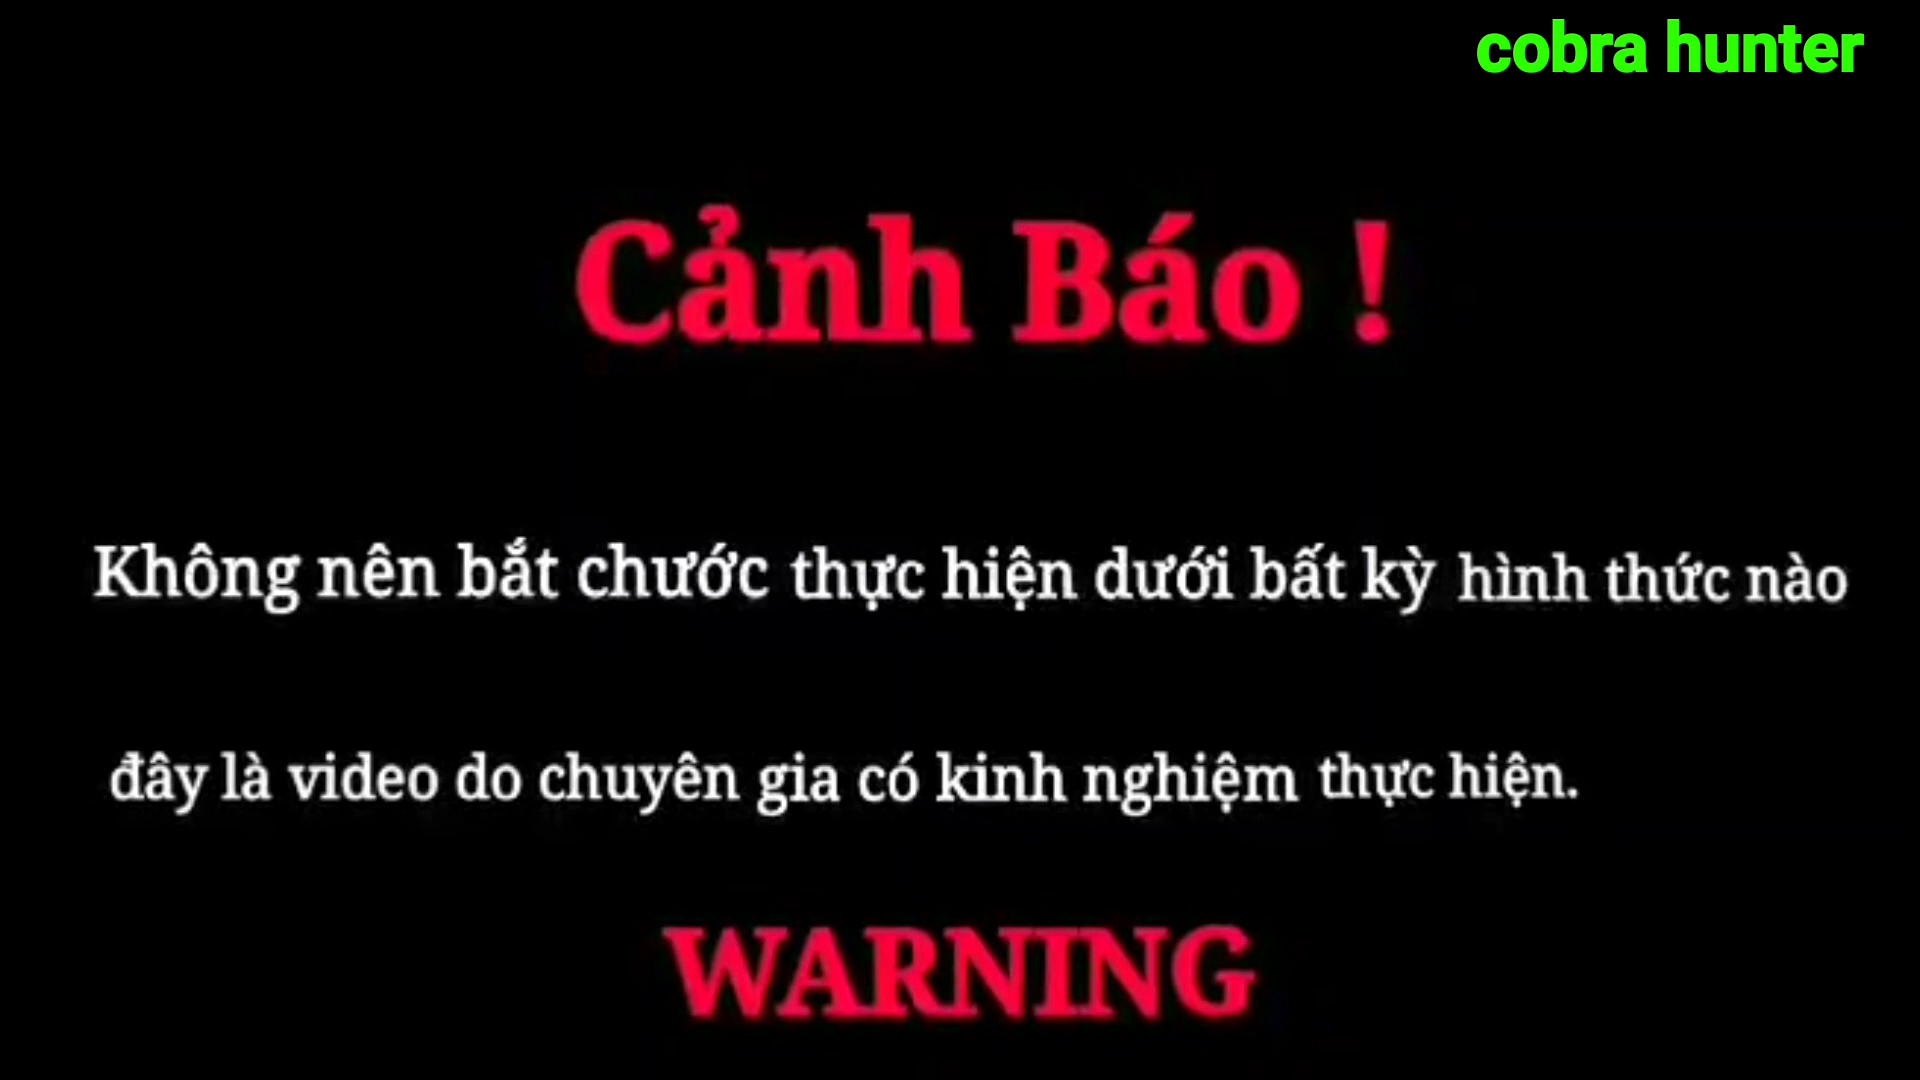 cobra hunter
Cảnh Báo !
Không nên bắt chước thực hiện dưới bất kỳ hình thức nào
đây là video do chuyên gia có kinh nghiệm thực hiện.
WARNING